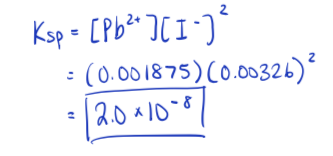 Ksp = [Pb²⁺][I⁻]²
= (0.001875)(0.00326)²
= 2.0 × 10⁻⁸